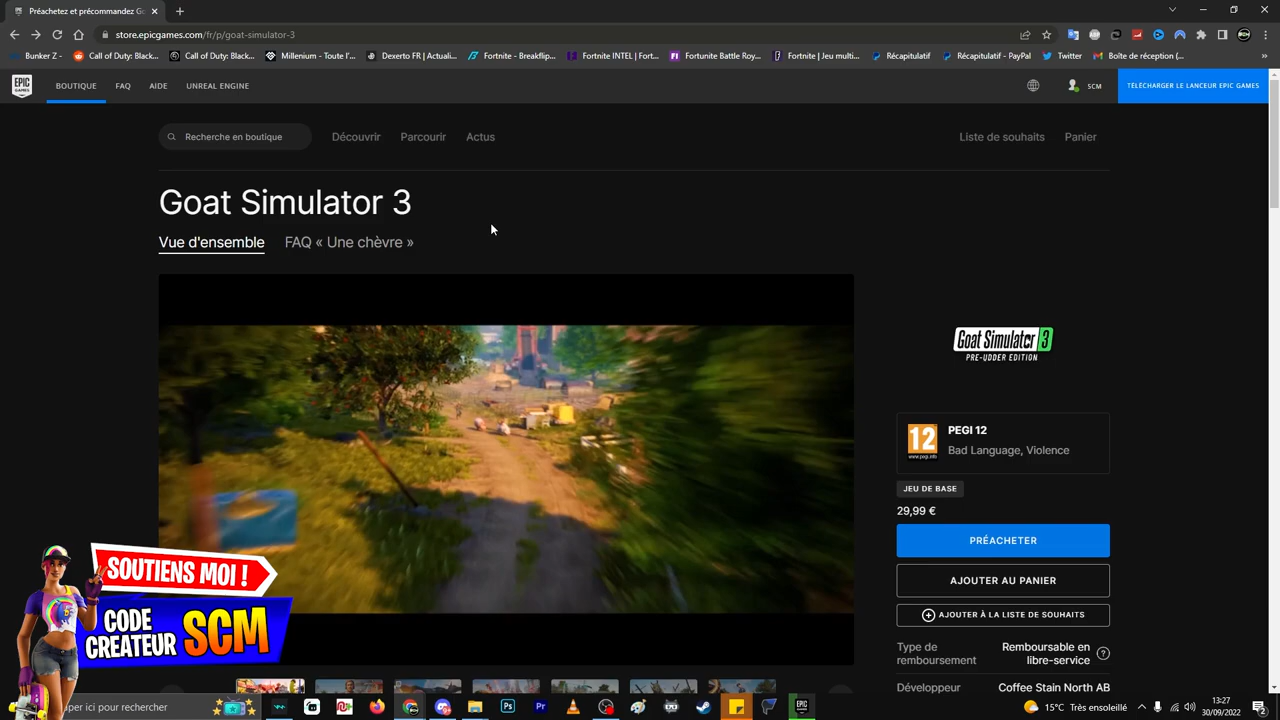 Préachetez et précommandez Go
store.epicgames.com/fr/p/goat-simulator-3
Bunker Z -
Call of Duty: Black...
Call of Duty: Black...
Millenium - Toute l'...
Dexerto FR | Actuali...
Fortnite - Breakflip...
Fortnite INTEL | Fort...
Fortunite Battle Roy...
Fortnite | Jeu multi...
Récapitulatif
Récapitulatif - PayPal
Twitter
Boîte de réception (...
EPIC GAMES
BOUTIQUE
FAQ
AIDE
UNREAL ENGINE
SCM
TÉLÉCHARGER LE LANCEUR EPIC GAMES
Recherche en boutique
Découvrir
Parcourir
Actus
Liste de souhaits
Panier
Goat Simulator 3
Vue d'ensemble
FAQ « Une chèvre »
Goat Simulator 3
PRE-UDDER EDITION
12
www.pegi.info
PEGI 12
Bad Language, Violence
JEU DE BASE
29,99 €
PRÉACHETER
AJOUTER AU PANIER
AJOUTER À LA LISTE DE SOUHAITS
Type de
remboursement
Remboursable en
libre-service
Développeur
Coffee Stain North AB
SOUTIENS MOI !
CODE
CREATEUR
SCM
aper ici pour rechercher
15°C Très ensoleillé
13:27
30/09/2022